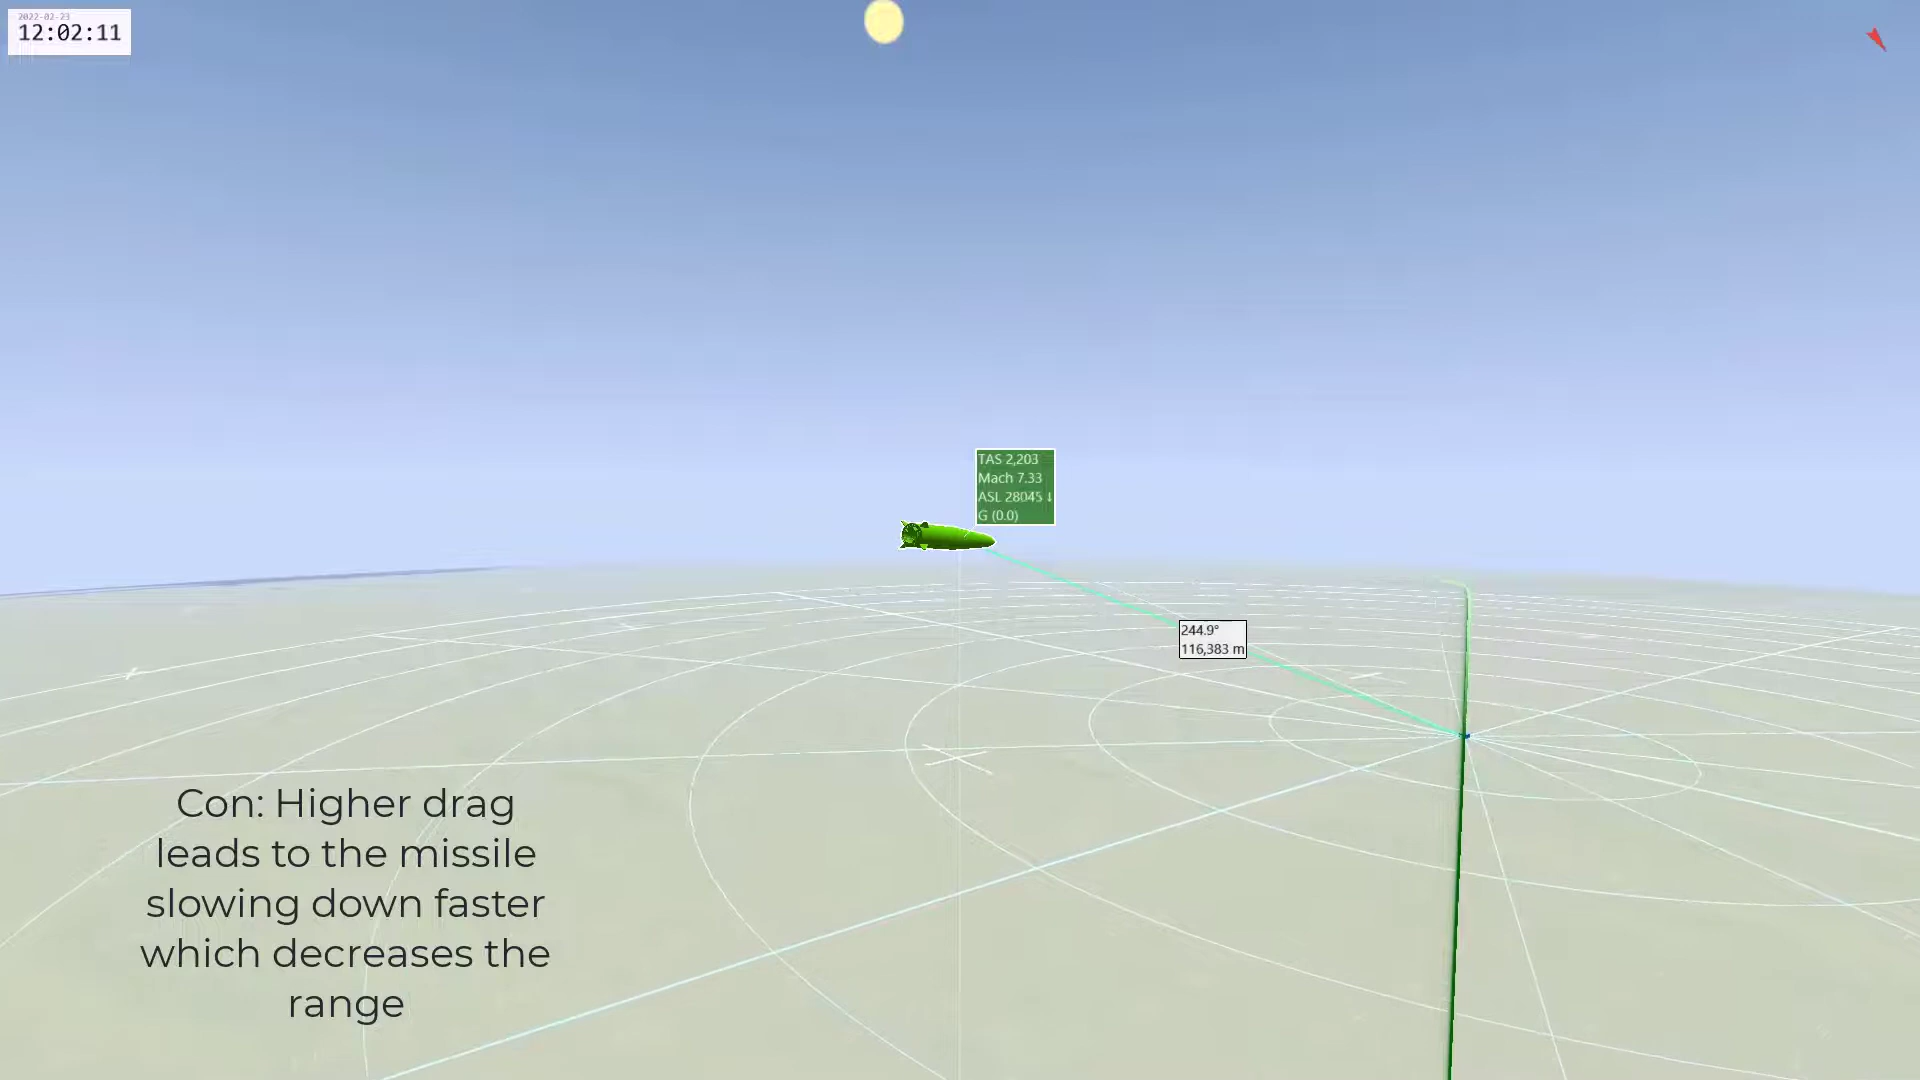 2022-02-23
12:02:11
TAS 2,203
Mach 7.33
ASL 28045 ↓
G (0.0)
244.9°
116,383 m
Con: Higher drag
leads to the missile
slowing down faster
which decreases the
range